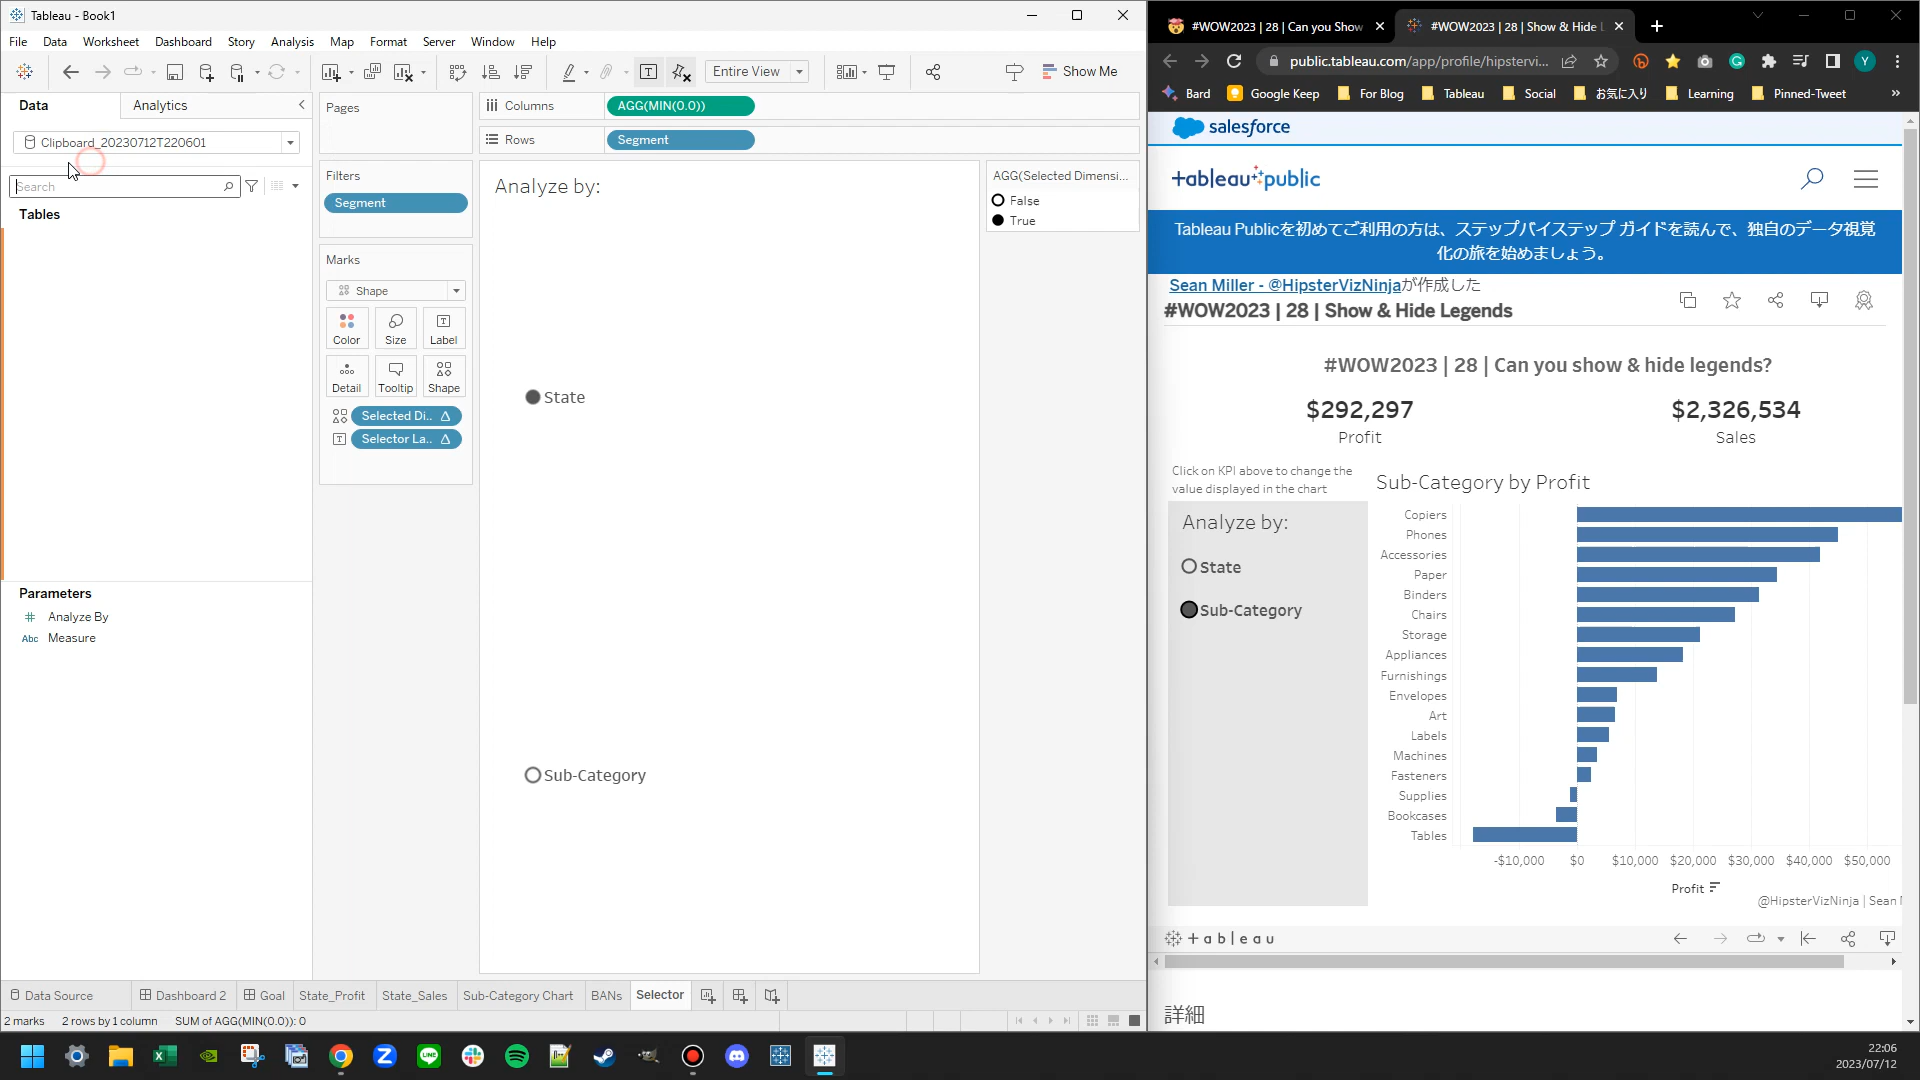 Tableau - Book1
File Data Worksheet Dashboard Story Analysis Map Format Server Window Help
Entire View
Show Me
Data Analytics
Clipboard_20230712T220601
Search
Tables
Parameters
Analyze By
Abc Measure
Pages
Columns AGG(MIN(0.0))
Rows Segment
Filters
Segment
Marks
Shape
Color Size Label
Detail Tooltip Shape
Selected Di..
Selector La..
Analyze by:
State
Sub-Category
AGG(Selected Dimensi...
False
True
Data Source Dashboard 2 Goal State_Profit State_Sales Sub-Category Chart BANs Selector
2 marks 2 rows by 1 column SUM of AGG(MIN(0.0)): 0
#WOW2023 | 28 | Can you Show
#WOW2023 | 28 | Show & Hide L
public.tableau.com/app/profile/hipstervi...
Bard Google Keep For Blog Tableau Social お気に入り Learning Pinned-Tweet
salesforce
+ableau public
Tableau Publicを初めてご利用の方は、ステップバイステップ ガイドを読んで、独自のデータ視覚
化の旅を始めましょう。
Sean Miller - @HipsterVizNinjaが作成した
#WOW2023 | 28 | Show & Hide Legends
#WOW2023 | 28 | Can you show & hide legends?
$292,297
Profit
$2,326,534
Sales
Click on KPI above to change the
value displayed in the chart
Analyze by:
State
Sub-Category
Sub-Category by Profit
Copiers
Phones
Accessories
Paper
Binders
Chairs
Storage
Appliances
Furnishings
Envelopes
Art
Labels
Machines
Fasteners
Supplies
Bookcases
Tables
-$10,000 $0 $10,000 $20,000 $30,000 $40,000 $50,000
Profit
@HipsterVizNinja | Sean
+ a b l e a u
詳細
22:06
2023/07/12